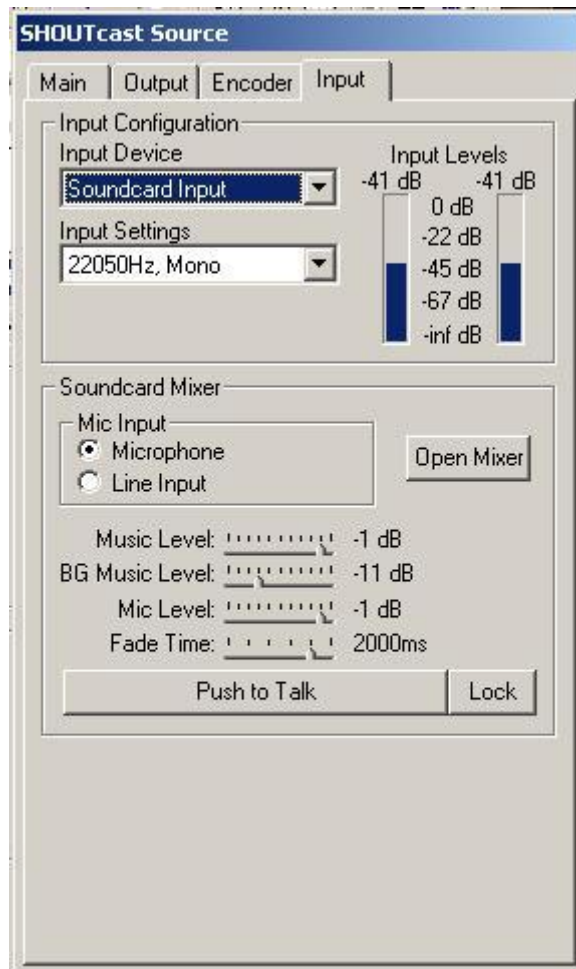 SHOUTcast Source
Main Output Encoder Input
Input Configuration
Input Device
Soundcard Input
Input Settings
22050Hz, Mono
Input Levels
-41 dB -41 dB
0 dB
-22 dB
-45 dB
-67 dB
-inf dB
Soundcard Mixer
Mic Input
Microphone
Line Input
Open Mixer
Music Level: -1 dB
BG Music Level: -11 dB
Mic Level: -1 dB
Fade Time: 2000ms
Push to Talk Lock